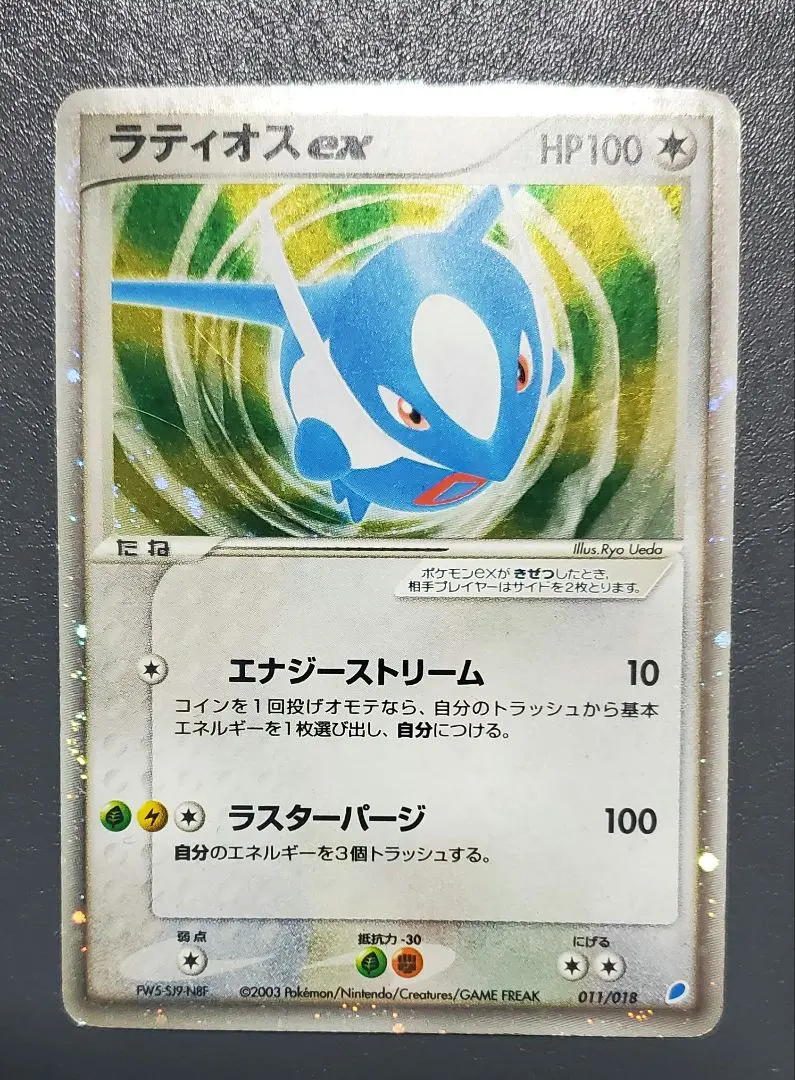 ラティオスex HP100
たね Illus.Ryo Ueda
ポケモンexがきぜつしたとき、
相手プレイヤーはサイドを2枚とります。
エナジーストリーム 10
コインを1回投げオモテなら、自分のトラッシュから基本
エネルギーを1枚選び出し、自分につける。
ラスターパージ 100
自分のエネルギーを3個トラッシュする。
弱点 抵抗力 -30 にげる
FW5-SJ9-N8F ©2003 Pokémon/Nintendo/Creatures/GAME FREAK 011/018